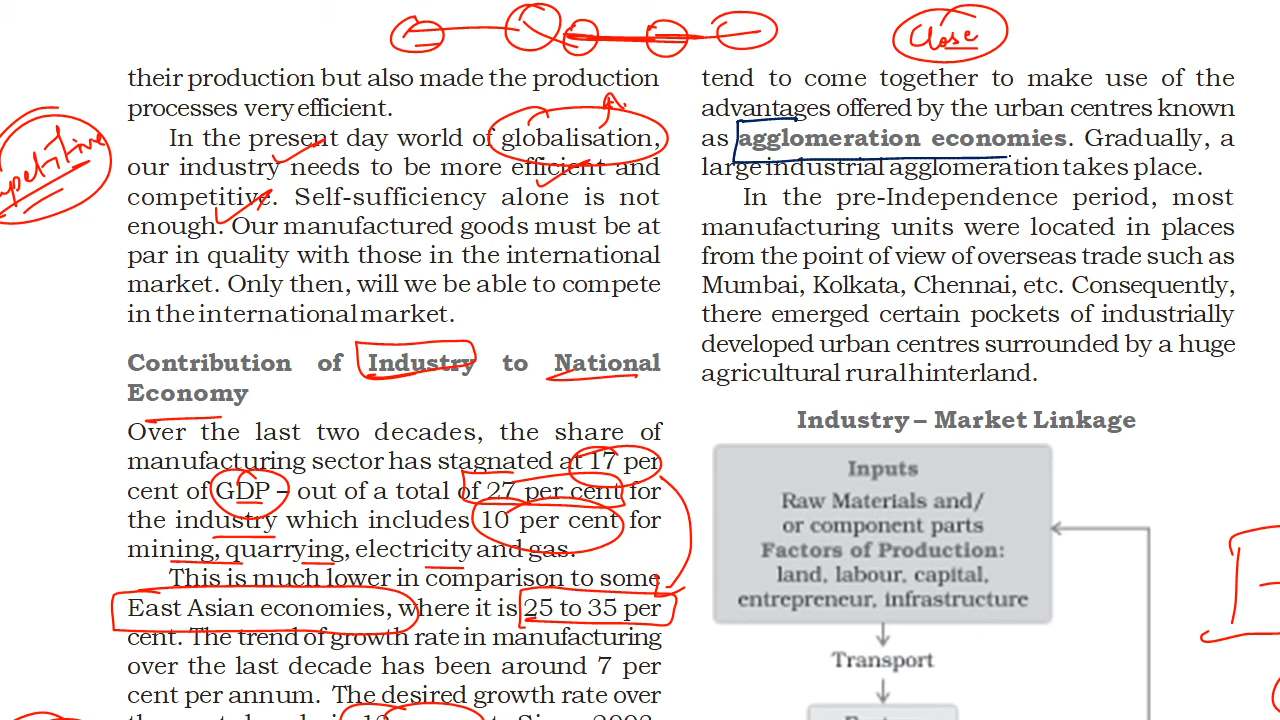 Close
their production but also made the production
processes very efficient.
In the present day world of globalisation,
our industry needs to be more efficient and
competitive. Self-sufficiency alone is not
enough. Our manufactured goods must be at
par in quality with those in the international
market. Only then, will we be able to compete
in the international market.
Contribution of Industry to National
Economy
Over the last two decades, the share of
manufacturing sector has stagnated at 17 per
cent of GDP – out of a total of 27 per cent for
the industry which includes 10 per cent for
mining, quarrying, electricity and gas.
This is much lower in comparison to some
East Asian economies, where it is 25 to 35 per
cent. The trend of growth rate in manufacturing
over the last decade has been around 7 per
cent per annum. The desired growth rate over
tend to come together to make use of the
advantages offered by the urban centres known
as agglomeration economies. Gradually, a
large industrial agglomeration takes place.
In the pre-Independence period, most
manufacturing units were located in places
from the point of view of overseas trade such as
Mumbai, Kolkata, Chennai, etc. Consequently,
there emerged certain pockets of industrially
developed urban centres surrounded by a huge
agricultural rural hinterland.
Industry – Market Linkage
Inputs
Raw Materials and/
or component parts
Factors of Production:
land, labour, capital,
entrepreneur, infrastructure
Transport